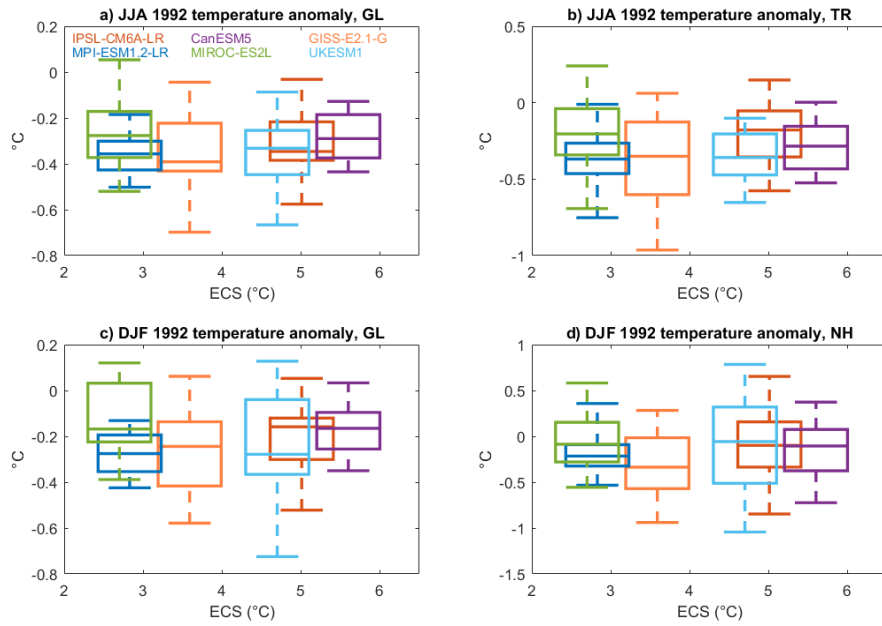 a) JJA 1992 temperature anomaly, GL
IPSL-CM6A-LR CanESM5 GISS-E2.1-G
MPI-ESM1.2-LR MIROC-ES2L UKESM1
0.2
0
-0.2
-0.4
-0.6
-0.8
°C
2 3 4 5 6
ECS (°C)
b) JJA 1992 temperature anomaly, TR
0.5
0
-0.5
-1
°C
2 3 4 5 6
ECS (°C)
c) DJF 1992 temperature anomaly, GL
0.2
0
-0.2
-0.4
-0.6
-0.8
°C
2 3 4 5 6
ECS (°C)
d) DJF 1992 temperature anomaly, NH
1
0.5
0
-0.5
-1
-1.5
°C
2 3 4 5 6
ECS (°C)